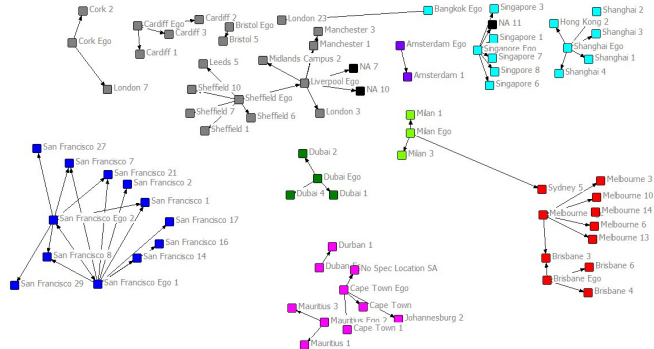 Cork 2
Cork Ego
London 7
Cardiff Ego
Cardiff 2
Cardiff 3
Cardiff 1
Bristol Ego
Bristol 5
London 23
Bangkok Ego
Manchester 3
Manchester 1
Midlands Campus 2
Leeds 5
NA 7
Liverpool Ego
NA 10
Sheffield 10
Sheffield Ego
Sheffield 7
Sheffield 6
Sheffield 1
London 3
Amsterdam Ego
Amsterdam 1
Singapore 3
NA 11
Singapore 1
Singapore Ego
Singapore 7
Singapore 8
Singapore 6
Shanghai 2
Hong Kong 2
Shanghai 3
Shanghai Ego
Shanghai 1
Shanghai 4
Milan 1
Milan Ego
Milan 3
San Francisco 27
San Francisco 7
San Francisco 21
San Francisco 2
San Francisco 1
San Francisco Ego 2
San Francisco 17
San Francisco 16
San Francisco 8
San Francisco 14
San Francisco 29
San Francisco Ego 1
Dubai 2
Dubai Ego
Dubai 4
Dubai 1
Sydney 5
Melbourne 3
Melbourne 10
Melbourne
Melbourne 14
Melbourne 6
Melbourne 13
Brisbane 3
Brisbane 6
Brisbane Ego
Brisbane 4
Durban 1
Durban Ego
No Spec Location SA
Cape Town Ego
Cape Town
Johannesburg 2
Cape Town 1
Mauritius 3
Mauritius Ego 2
Mauritius 1